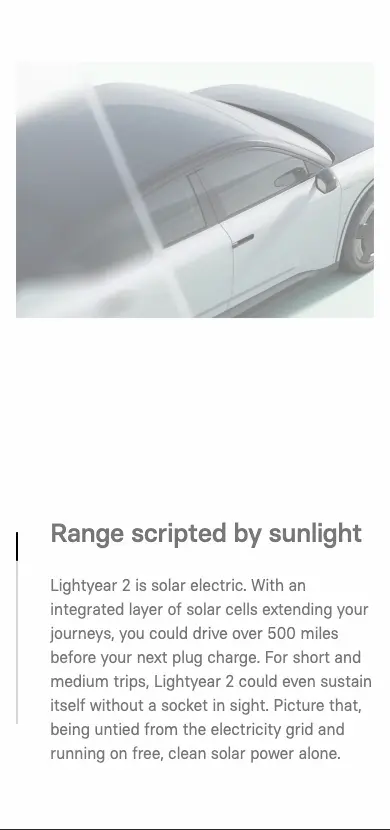 Range scripted by sunlight
Lightyear 2 is solar electric. With an
integrated layer of solar cells extending your
journeys, you could drive over 500 miles
before your next plug charge. For short and
medium trips, Lightyear 2 could even sustain
itself without a socket in sight. Picture that,
being untied from the electricity grid and
running on free, clean solar power alone.